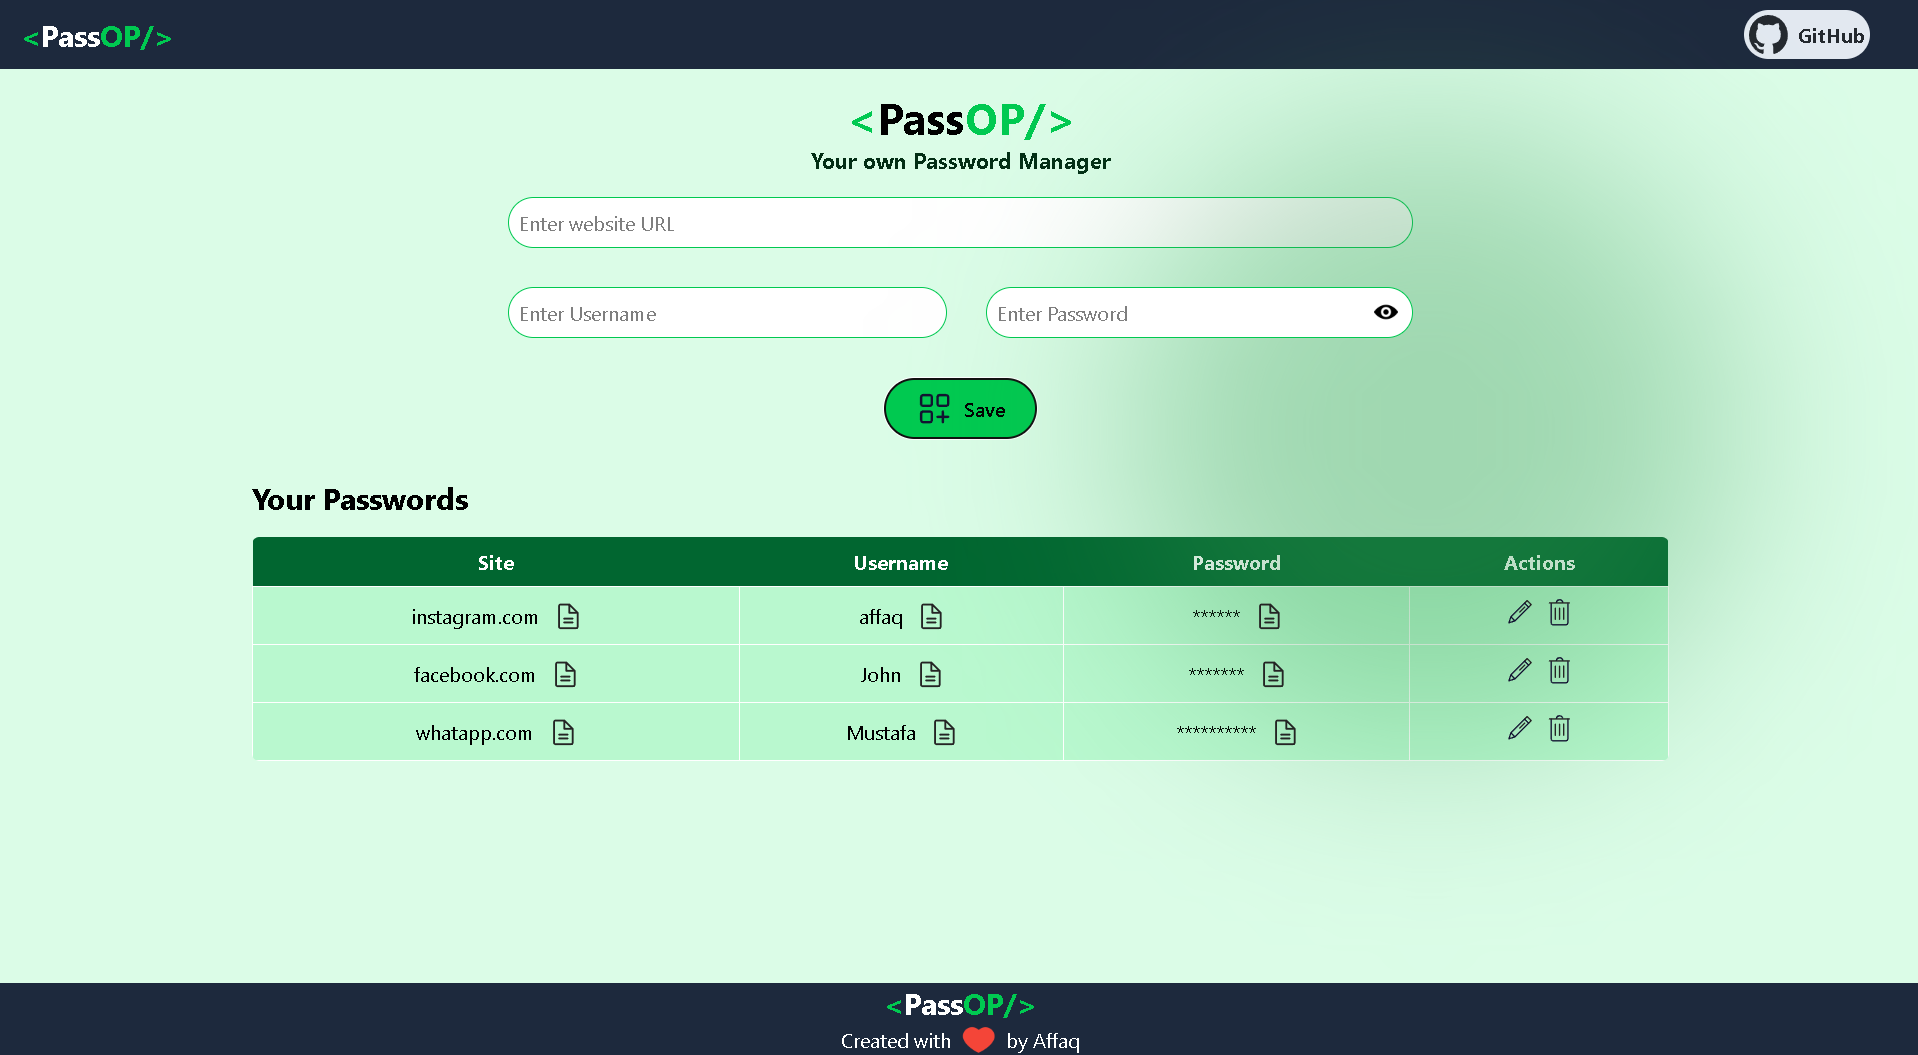 <PassOP/>
GitHub
<PassOP/>
Your own Password Manager
Enter website URL
Enter Username
Enter Password
Save
Your Passwords
Site Username Password Actions
instagram.com affaq ******
facebook.com John *******
whatapp.com Mustafa **********
<PassOP/>
Created with by Affaq